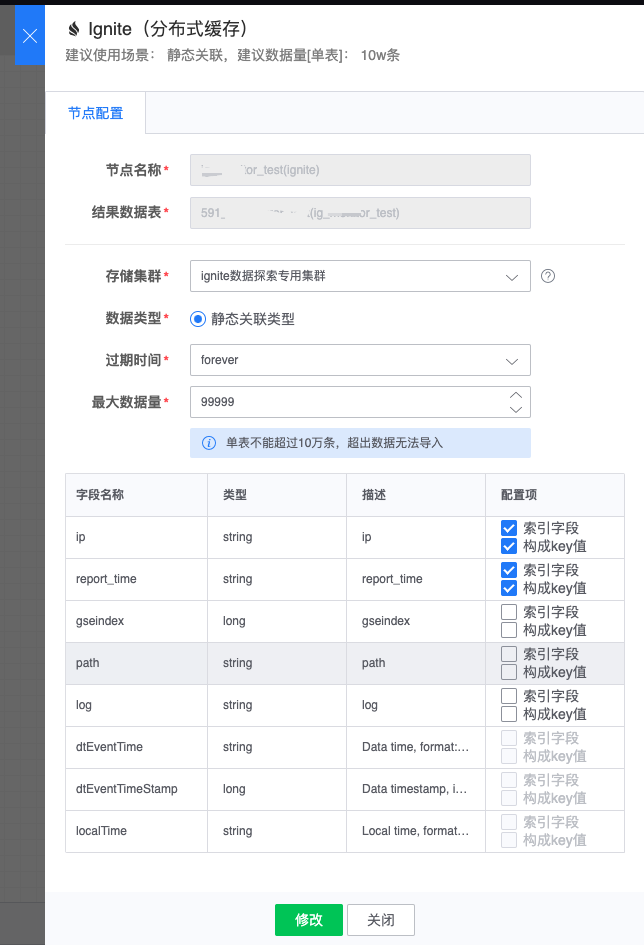 Ignite（分布式缓存）
建议使用场景： 静态关联，建议数据量[单表]： 10w条
节点配置
节点名称* tor_test(ignite)
结果数据表* 591_ (ig_ or_test)
存储集群* ignite数据探索专用集群
数据类型* 静态关联类型
过期时间* forever
最大数据量* 99999
单表不能超过10万条，超出数据无法导入
字段名称 类型 描述 配置项
ip string ip 索引字段
构成key值
report_time string report_time 索引字段
构成key值
gseindex long gseindex 索引字段
构成key值
path string path 索引字段
构成key值
log string log 索引字段
构成key值
dtEventTime string Data time, format:... 索引字段
构成key值
dtEventTimeStamp long Data timestamp, i... 索引字段
构成key值
localTime string Local time, format... 索引字段
构成key值
修改 关闭